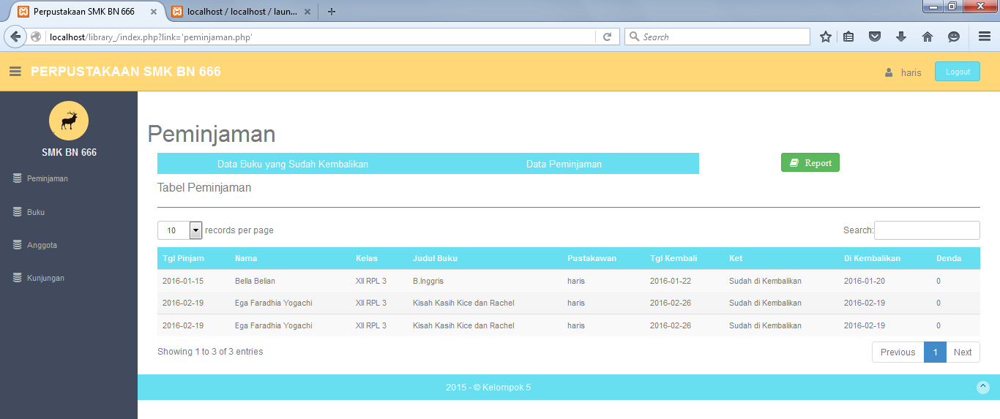 Perpustakaan SMK BN 666 × localhost / localhost / laun... × +
localhost/library_/index.php?link='peminjaman.php' Search
PERPUSTAKAAN SMK BN 666 haris Logout
SMK BN 666
Peminjaman
Buku
Anggota
Kunjungan
Peminjaman
Data Buku yang Sudah Kembalikan Data Peminjaman Report
Tabel Peminjaman
10 records per page Search:
Tgl Pinjam Nama Kelas Judul Buku Pustakawan Tgl Kembali Ket Di Kembalikan Denda
2016-01-15 Bella Belian XII RPL 3 B.Inggris haris 2016-01-22 Sudah di Kembalikan 2016-01-20 0
2016-02-19 Ega Faradhia Yogachi XII RPL 3 Kisah Kasih Kice dan Rachel haris 2016-02-26 Sudah di Kembalikan 2016-02-19 0
2016-02-19 Ega Faradhia Yogachi XII RPL 3 Kisah Kasih Kice dan Rachel haris 2016-02-26 Sudah di Kembalikan 2016-02-19 0
Showing 1 to 3 of 3 entries Previous 1 Next
2015 - © Kelompok 5